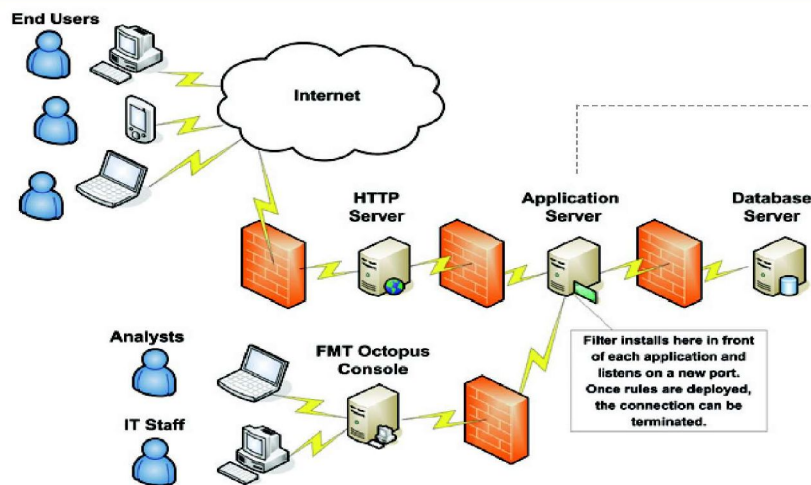 End Users
Internet
HTTP
Server
Application
Server
Database
Server
Analysts
FMT Octopus
Console
IT Staff
Filter installs here in front
of each application and
listens on a new port.
Once rules are deployed,
the connection can be
terminated.